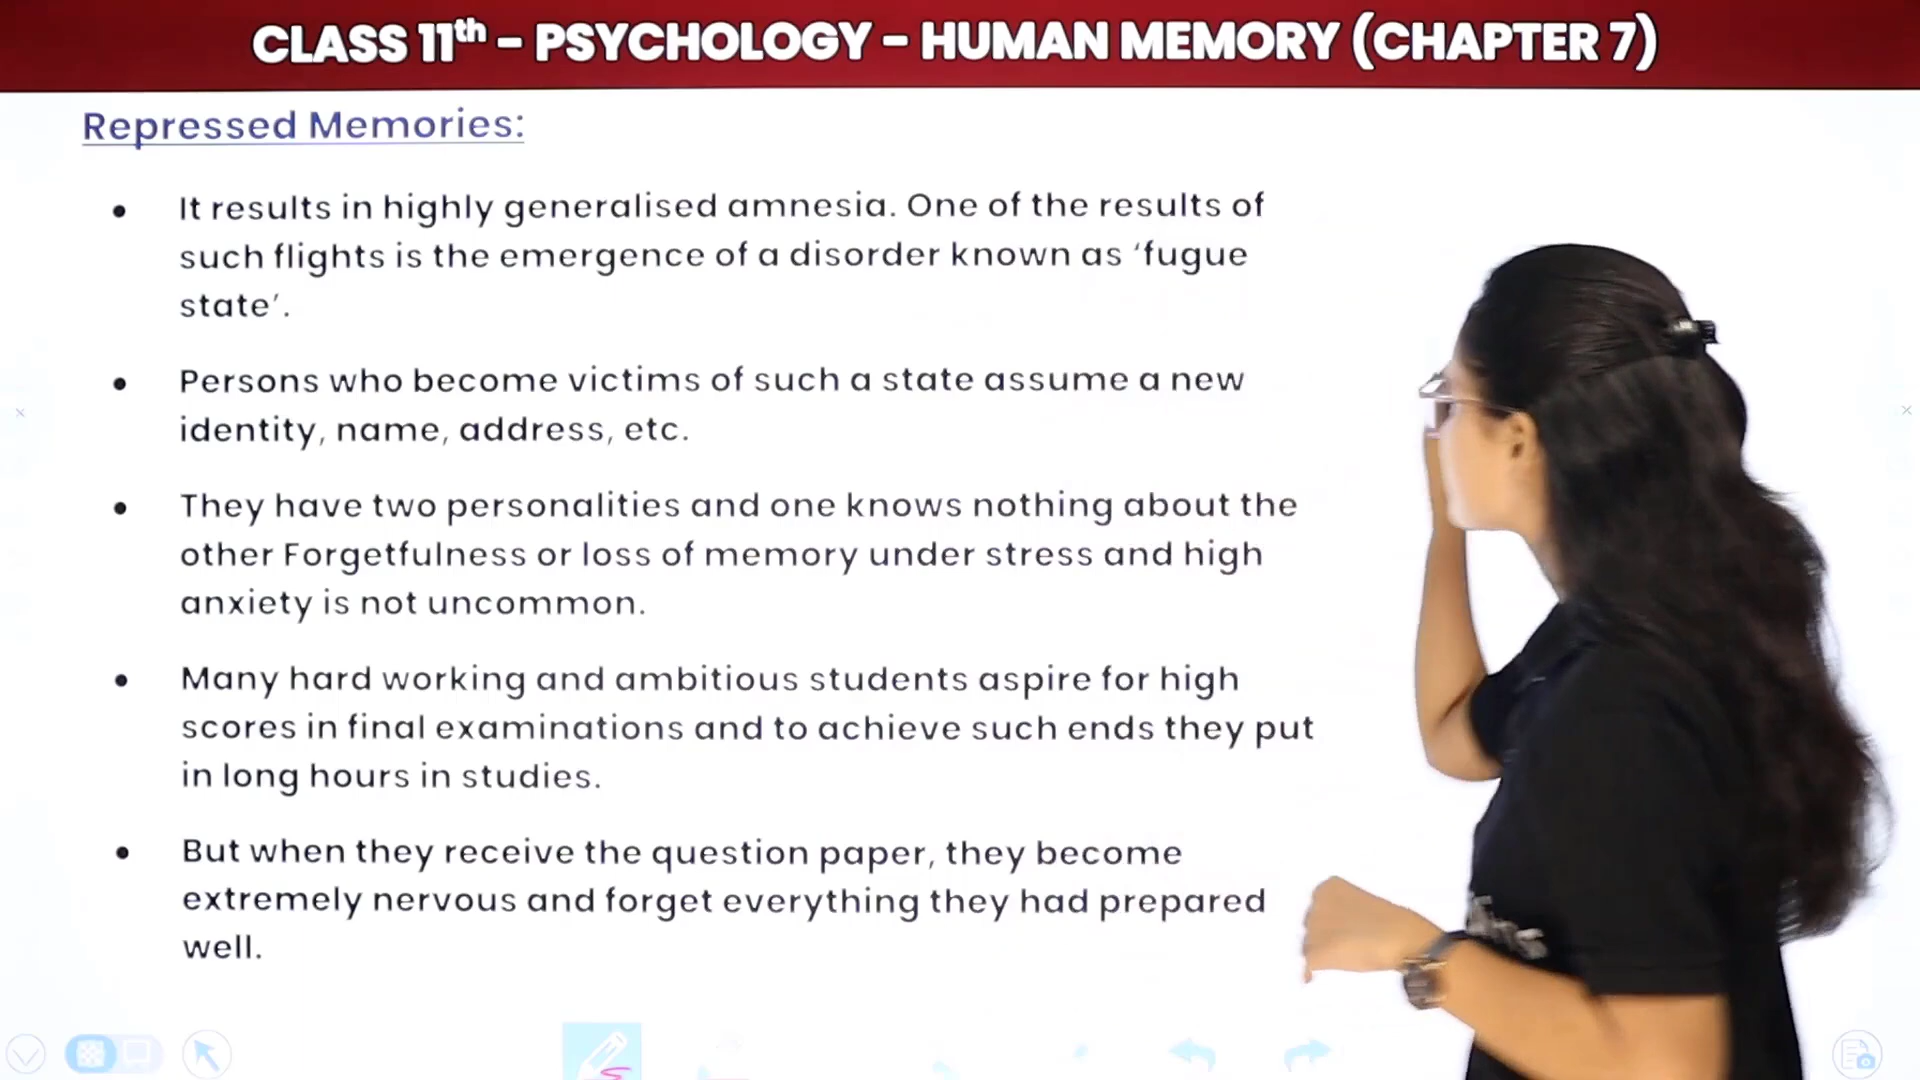 CLASS 11th – PSYCHOLOGY – HUMAN MEMORY (CHAPTER 7)
Repressed Memories:
• It results in highly generalised amnesia. One of the results of
such flights is the emergence of a disorder known as ‘fugue
state’.
• Persons who become victims of such a state assume a new
identity, name, address, etc.
• They have two personalities and one knows nothing about the
other Forgetfulness or loss of memory under stress and high
anxiety is not uncommon.
• Many hard working and ambitious students aspire for high
scores in final examinations and to achieve such ends they put
in long hours in studies.
• But when they receive the question paper, they become
extremely nervous and forget everything they had prepared
well.